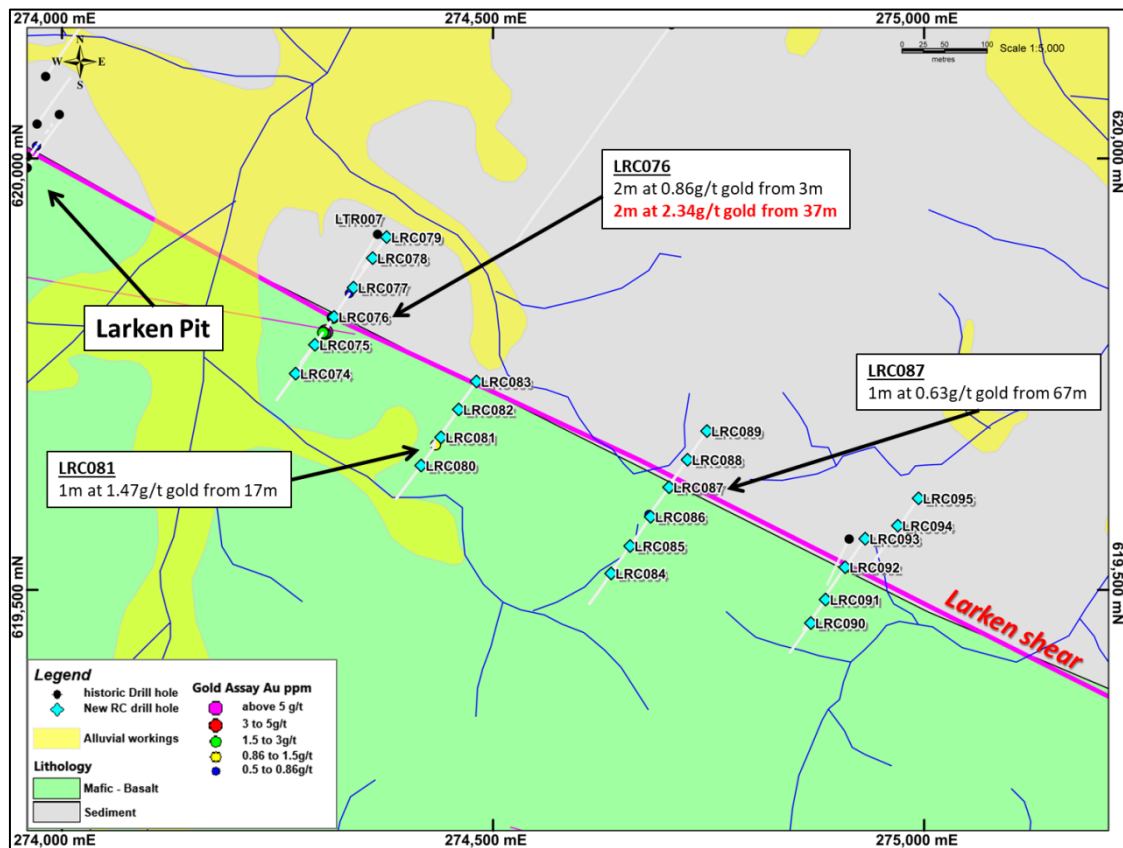 274,000 mE
274,500 mE
275,000 mE
N
W E
S
0 25 50 100
metres
Scale 1:5,000
620,000 mN
620,000 mN
LRC076
2m at 0.86g/t gold from 3m
2m at 2.34g/t gold from 37m
LTR007
LRC079
LRC078
LRC077
LRC076
LRC075
LRC074
Larken Pit
LRC083
LRC082
LRC081
LRC080
LRC081
1m at 1.47g/t gold from 17m
LRC087
1m at 0.63g/t gold from 67m
LRC089
LRC088
LRC087
LRC086
LRC085
LRC084
LRC095
LRC094
LRC093
LRC092
LRC091
LRC090
619,500 mN
619,500 mN
Larken shear
Legend
historic Drill hole
New RC drill hole
Alluvial workings
Lithology
Mafic - Basalt
Sediment
Gold Assay Au ppm
above 5 g/t
3 to 5g/t
1.5 to 3g/t
0.86 to 1.5g/t
0.5 to 0.86g/t
274,000 mE
274,500 mE
275,000 mE